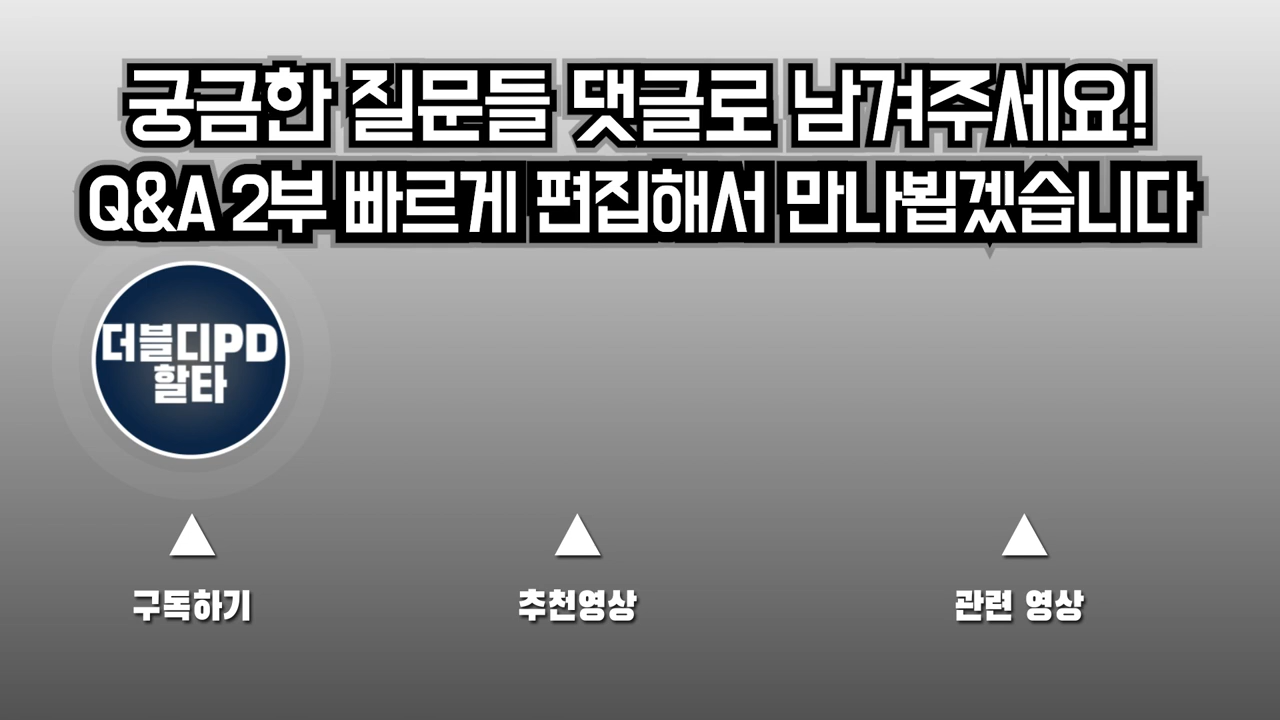 궁금한 질문들 댓글로 남겨주세요!
Q&A 2부 빠르게 편집해서 만나뵙겠습니다
더블디PD
할타
구독하기
추천영상
관련 영상